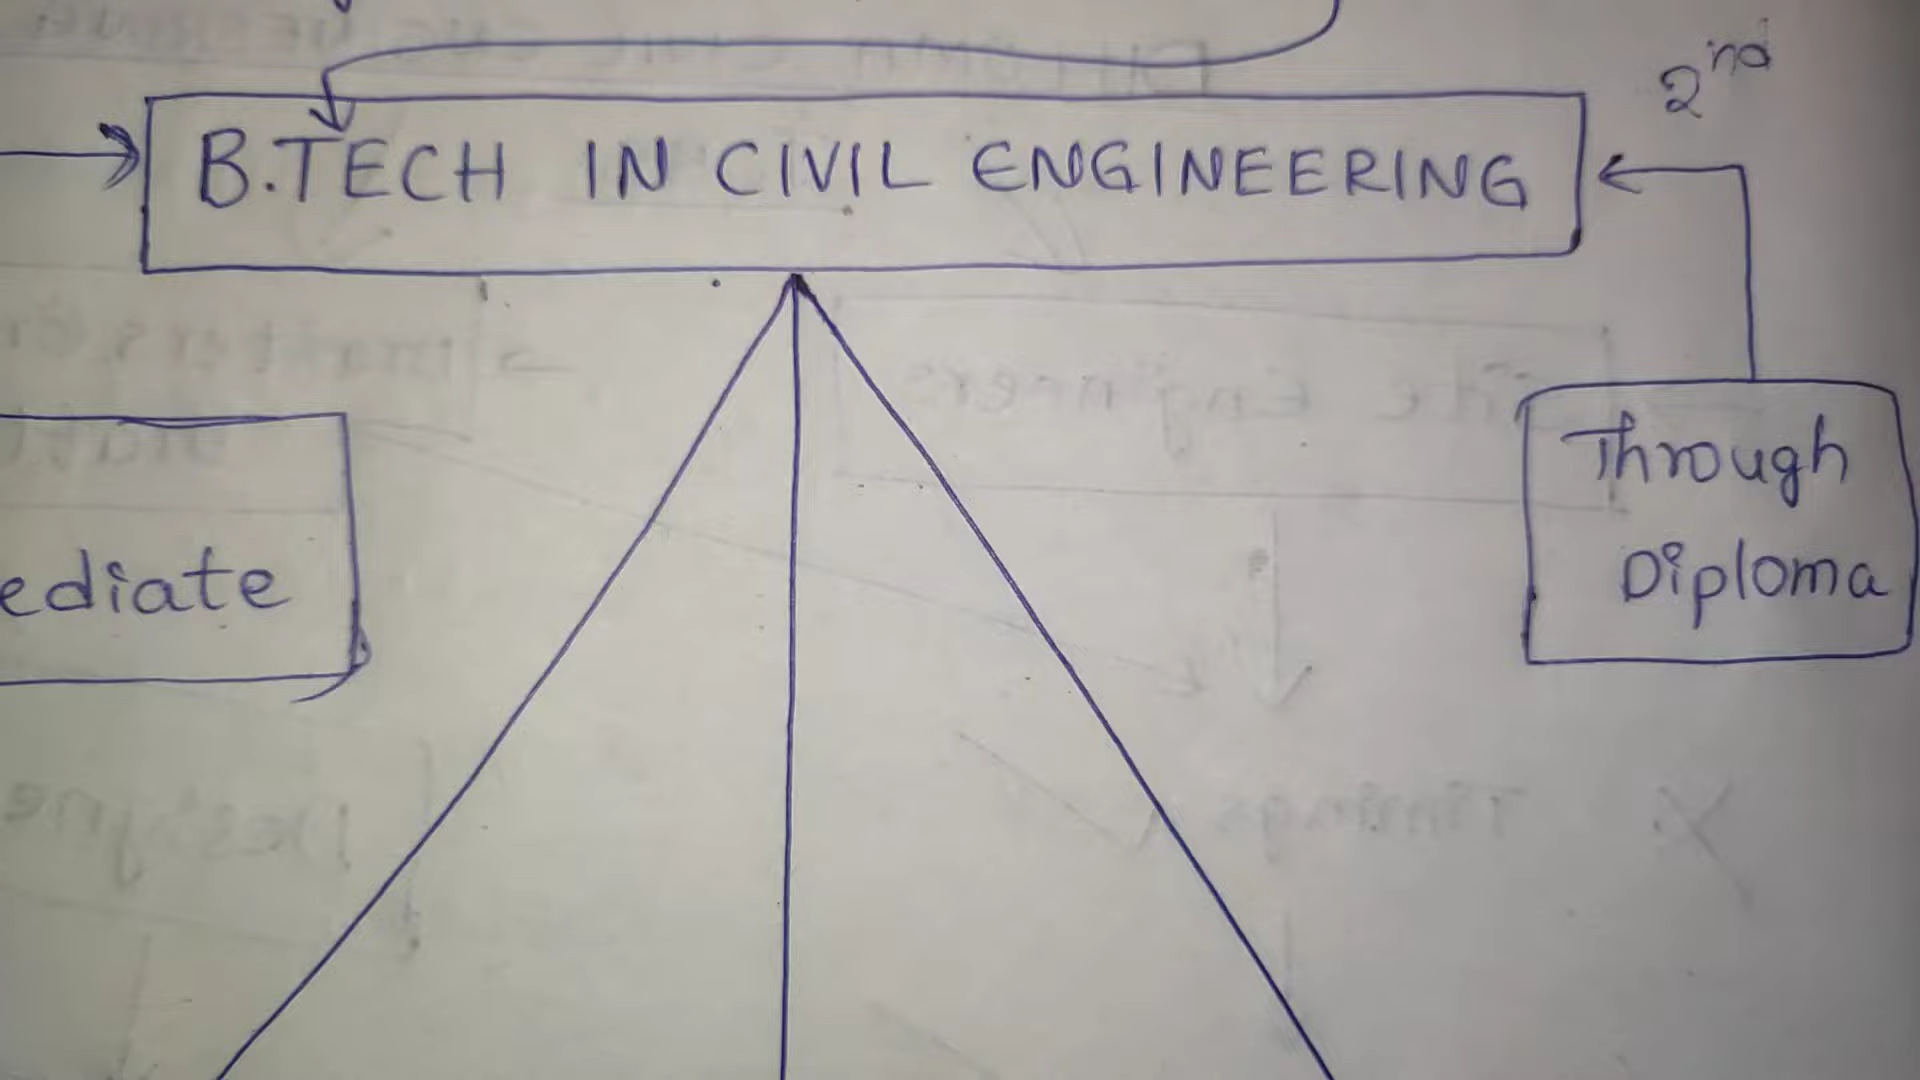 2nd
B.TECH IN CIVIL ENGINEERING
Through
Diploma
ediate